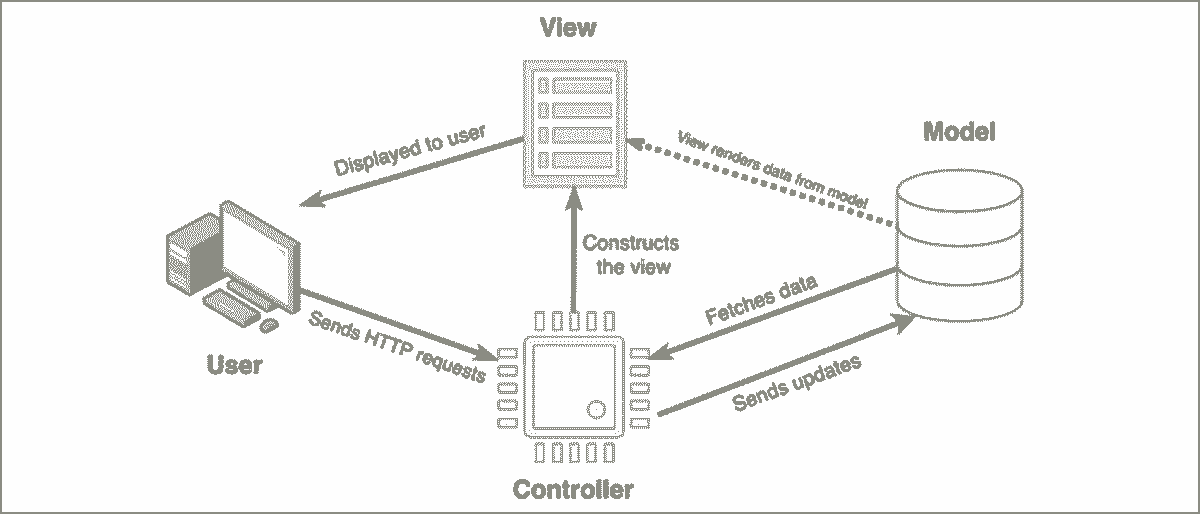 View
Model
Displayed to user
View renders data from model
Constructs
the view
Fetches data
Sends HTTP requests
Sends updates
User
Controller